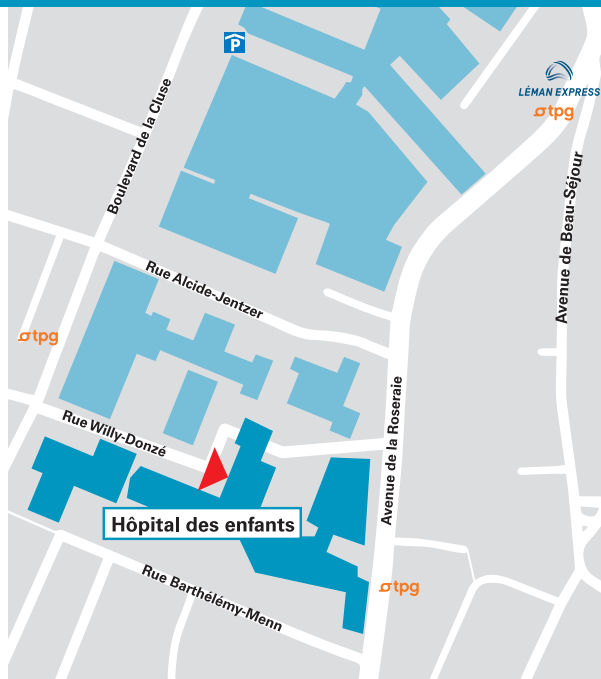 P
LÉMAN EXPRESS
tpg
Boulevard de la Cluse
Avenue de Beau-Séjour
Rue Alcide-Jentzer
tpg
Avenue de la Roseraie
Rue Willy-Donzé
Hôpital des enfants
Rue Barthélémy-Menn
tpg